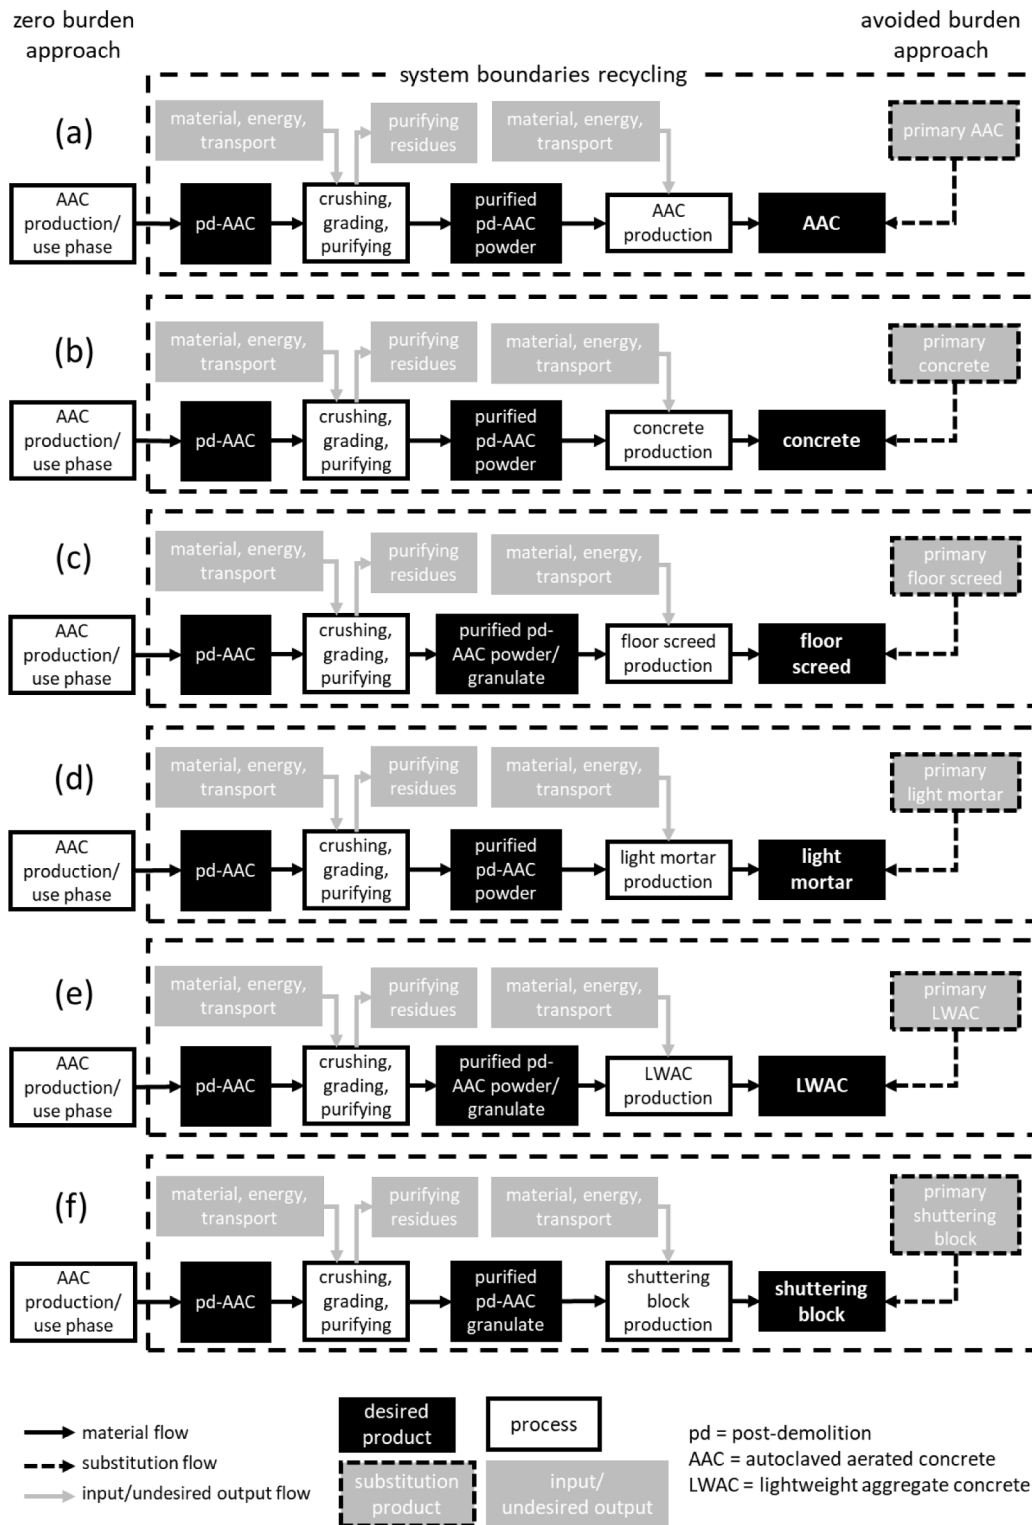 zero burden
approach
avoided burden
approach
system boundaries recycling
(a)
material, energy,
transport
purifying
residues
material, energy,
transport
primary AAC
AAC
production/
use phase
pd-AAC
crushing,
grading,
purifying
purified
pd-AAC
powder
AAC
production
AAC
(b)
material, energy,
transport
purifying
residues
material, energy,
transport
primary
concrete
AAC
production/
use phase
pd-AAC
crushing,
grading,
purifying
purified
pd-AAC
powder
concrete
production
concrete
(c)
material, energy,
transport
purifying
residues
material, energy,
transport
primary
floor screed
AAC
production/
use phase
pd-AAC
crushing,
grading,
purifying
purified pd-
AAC powder/
granulate
floor screed
production
floor
screed
(d)
material, energy,
transport
purifying
residues
material, energy,
transport
primary
light mortar
AAC
production/
use phase
pd-AAC
crushing,
grading,
purifying
purified
pd-AAC
powder
light mortar
production
light
mortar
(e)
material, energy,
transport
purifying
residues
material, energy,
transport
primary
LWAC
AAC
production/
use phase
pd-AAC
crushing,
grading,
purifying
purified pd-
AAC powder/
granulate
LWAC
production
LWAC
(f)
material, energy,
transport
purifying
residues
material, energy,
transport
primary
shuttering
block
AAC
production/
use phase
pd-AAC
crushing,
grading,
purifying
purified
pd-AAC
granulate
shuttering
block
production
shuttering
block
material flow
substitution flow
input/undesired output flow
desired
product
process
substitution
product
input/
undesired output
pd = post-demolition
AAC = autoclaved aerated concrete
LWAC = lightweight aggregate concrete